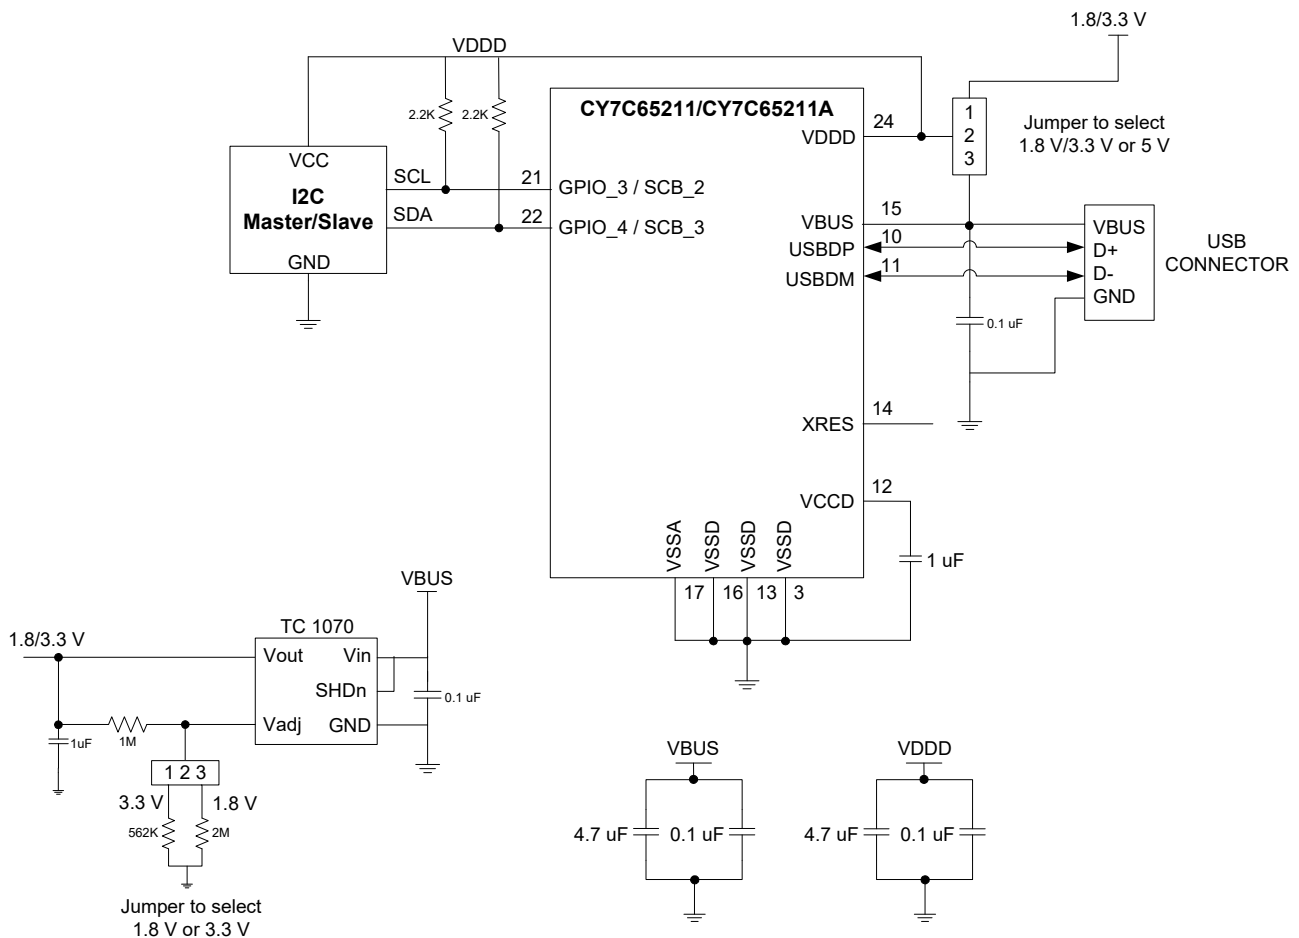 1.8/3.3 V
VDDD
CY7C65211/CY7C65211A
2.2K
2.2K
VDDD
24
1
2
3
Jumper to select
1.8 V/3.3 V or 5 V
VCC
I2C
Master/Slave
GND
SCL
SDA
21
22
GPIO_3 / SCB_2
GPIO_4 / SCB_3
VBUS
15
USBDP
10
USBDM
11
VBUS
D+
D-
GND
USB
CONNECTOR
0.1 uF
XRES
14
VCCD
12
1 uF
VSSA
VSSD
VSSD
VSSD
17
16
13
3
VBUS
1.8/3.3 V
TC 1070
Vout
Vin
SHDn
Vadj
GND
0.1 uF
1uF
1M
1 2 3
3.3 V
1.8 V
562K
2M
Jumper to select
1.8 V or 3.3 V
VBUS
4.7 uF
0.1 uF
VDDD
4.7 uF
0.1 uF